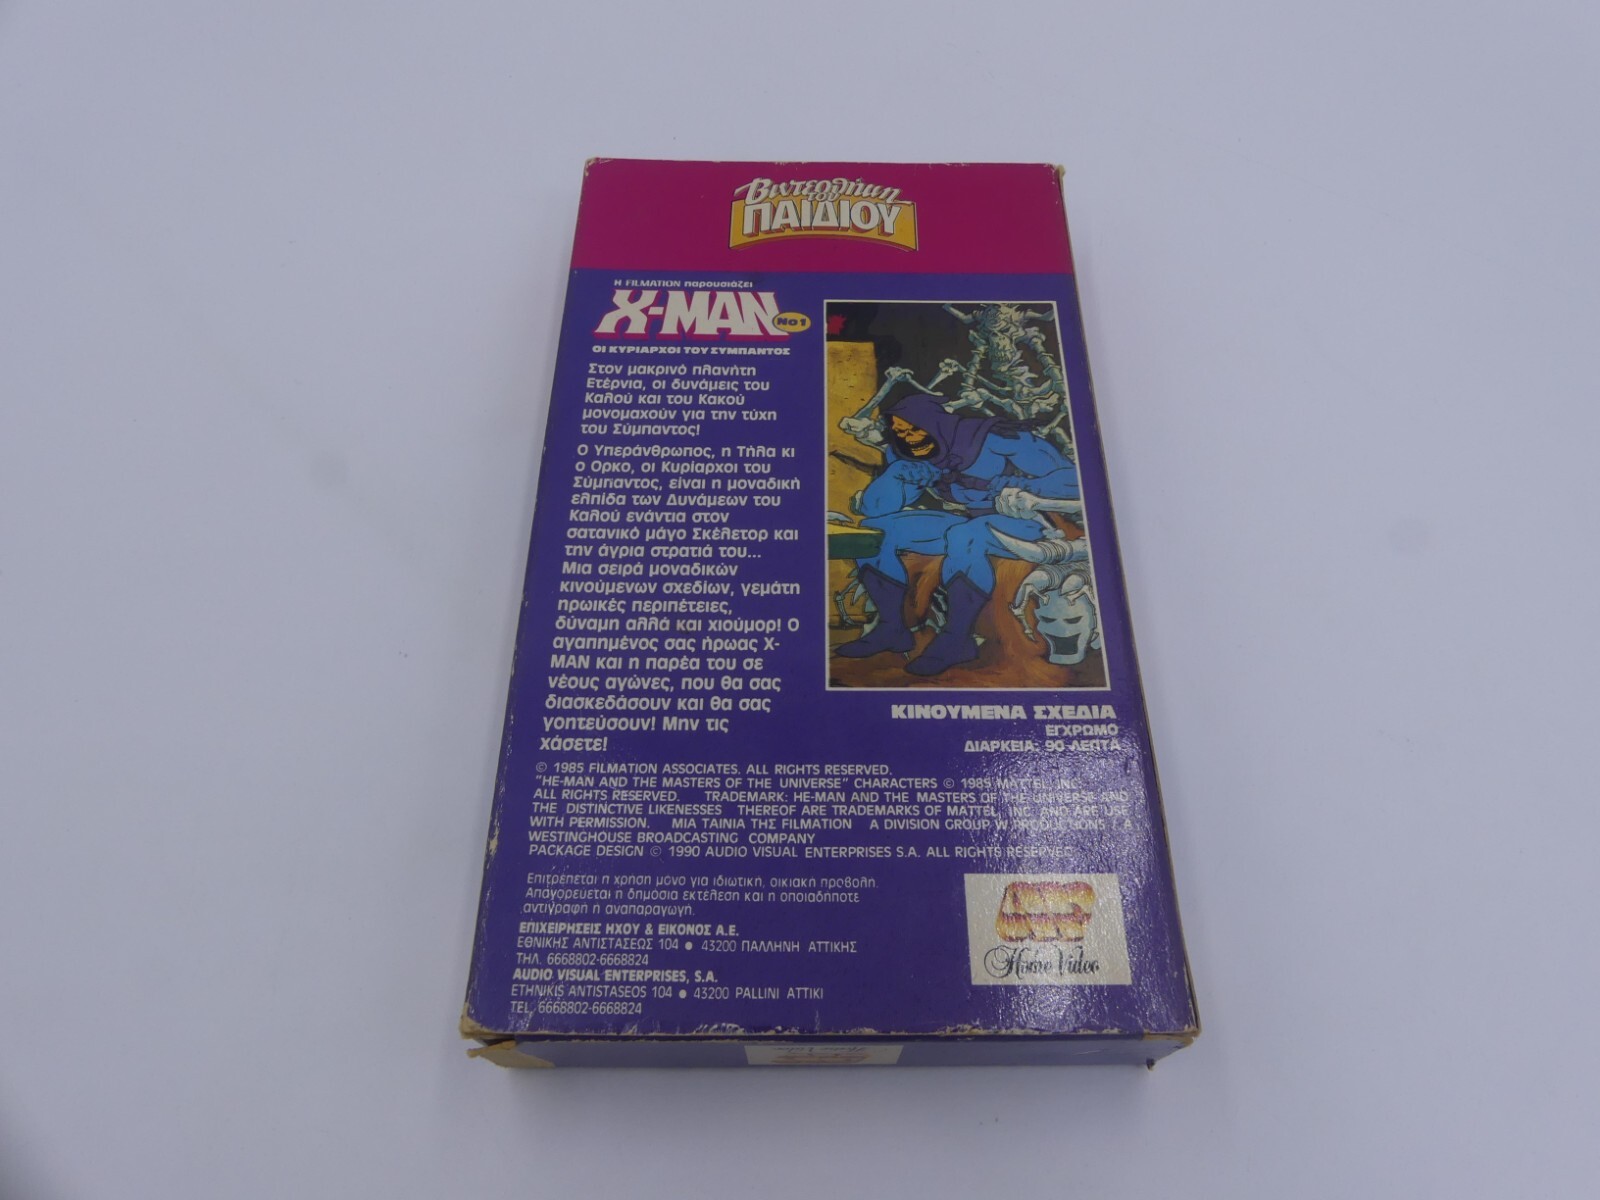 Βιντεοθήκη
του
ΠΑΙΔΙΟΥ
Η FILMATION παρουσιάζει
X-MAN
No 1
ΟΙ ΚΥΡΙΑΡΧΟΙ ΤΟΥ ΣΥΜΠΑΝΤΟΣ
Στον μακρινό πλανήτη
Ετέρνια, οι δυνάμεις του
Καλού και του Κακού
μονομαχούν για την τύχη
του Σύμπαντος!
Ο Υπεράνθρωπος, η Τήλα κι
ο Ορκο, οι Κυρίαρχοι του
Σύμπαντος, είναι η μοναδική
ελπίδα των Δυνάμεων του
Καλού ενάντια στον
σατανικό μάγο Σκέλετορ και
την άγρια στρατιά του...
Μια σειρά μοναδικών
κινούμενων σχεδίων, γεμάτη
ηρωικές περιπέτειες,
δύναμη αλλά και χιούμορ! Ο
αγαπημένος σας ήρωας X-
MAN και η παρέα του σε
νέους αγώνες, που θα σας
διασκεδάσουν και θα σας
γοητεύσουν! Μην τις
χάσετε!
ΚΙΝΟΥΜΕΝΑ ΣΧΕΔΙΑ
ΕΓΧΡΩΜΟ
ΔΙΑΡΚΕΙΑ: 90 ΛΕΠΤΑ
© 1985 FILMATION ASSOCIATES. ALL RIGHTS RESERVED.
"HE-MAN AND THE MASTERS OF THE UNIVERSE" CHARACTERS © 1985 MATTEL, INC.
ALL RIGHTS RESERVED. TRADEMARK: HE-MAN AND THE MASTERS OF THE UNIVERSE AND
THE DISTINCTIVE LIKENESSES THEREOF ARE TRADEMARKS OF MATTEL, INC. AND ARE USE
WITH PERMISSION. ΜΙΑ ΤΑΙΝΙΑ ΤΗΣ FILMATION A DIVISION GROUP W PRODUCTIONS / A
WESTINGHOUSE BROADCASTING COMPANY
PACKAGE DESIGN © 1990 AUDIO VISUAL ENTERPRISES S.A. ALL RIGHTS RESERVED
Επιτρέπεται η χρήση μόνο για ιδιωτική, οικιακή προβολή.
Απαγορεύεται η δημόσια εκτέλεση και η οποιαδήποτε
αντιγραφή ή αναπαραγωγή.
ΕΠΙΧΕΙΡΗΣΕΙΣ ΗΧΟΥ & ΕΙΚΟΝΟΣ Α.Ε.
ΕΘΝΙΚΗΣ ΑΝΤΙΣΤΑΣΕΩΣ 104 ● 43200 ΠΑΛΛΗΝΗ ΑΤΤΙΚΗΣ
ΤΗΛ. 6668802-6668824
AUDIO VISUAL ENTERPRISES, S.A.
ETHNIKIS ANTISTASEOS 104 ● 43200 PALLINI ATTIKI
TEL. 6668802-6668824
Home Video